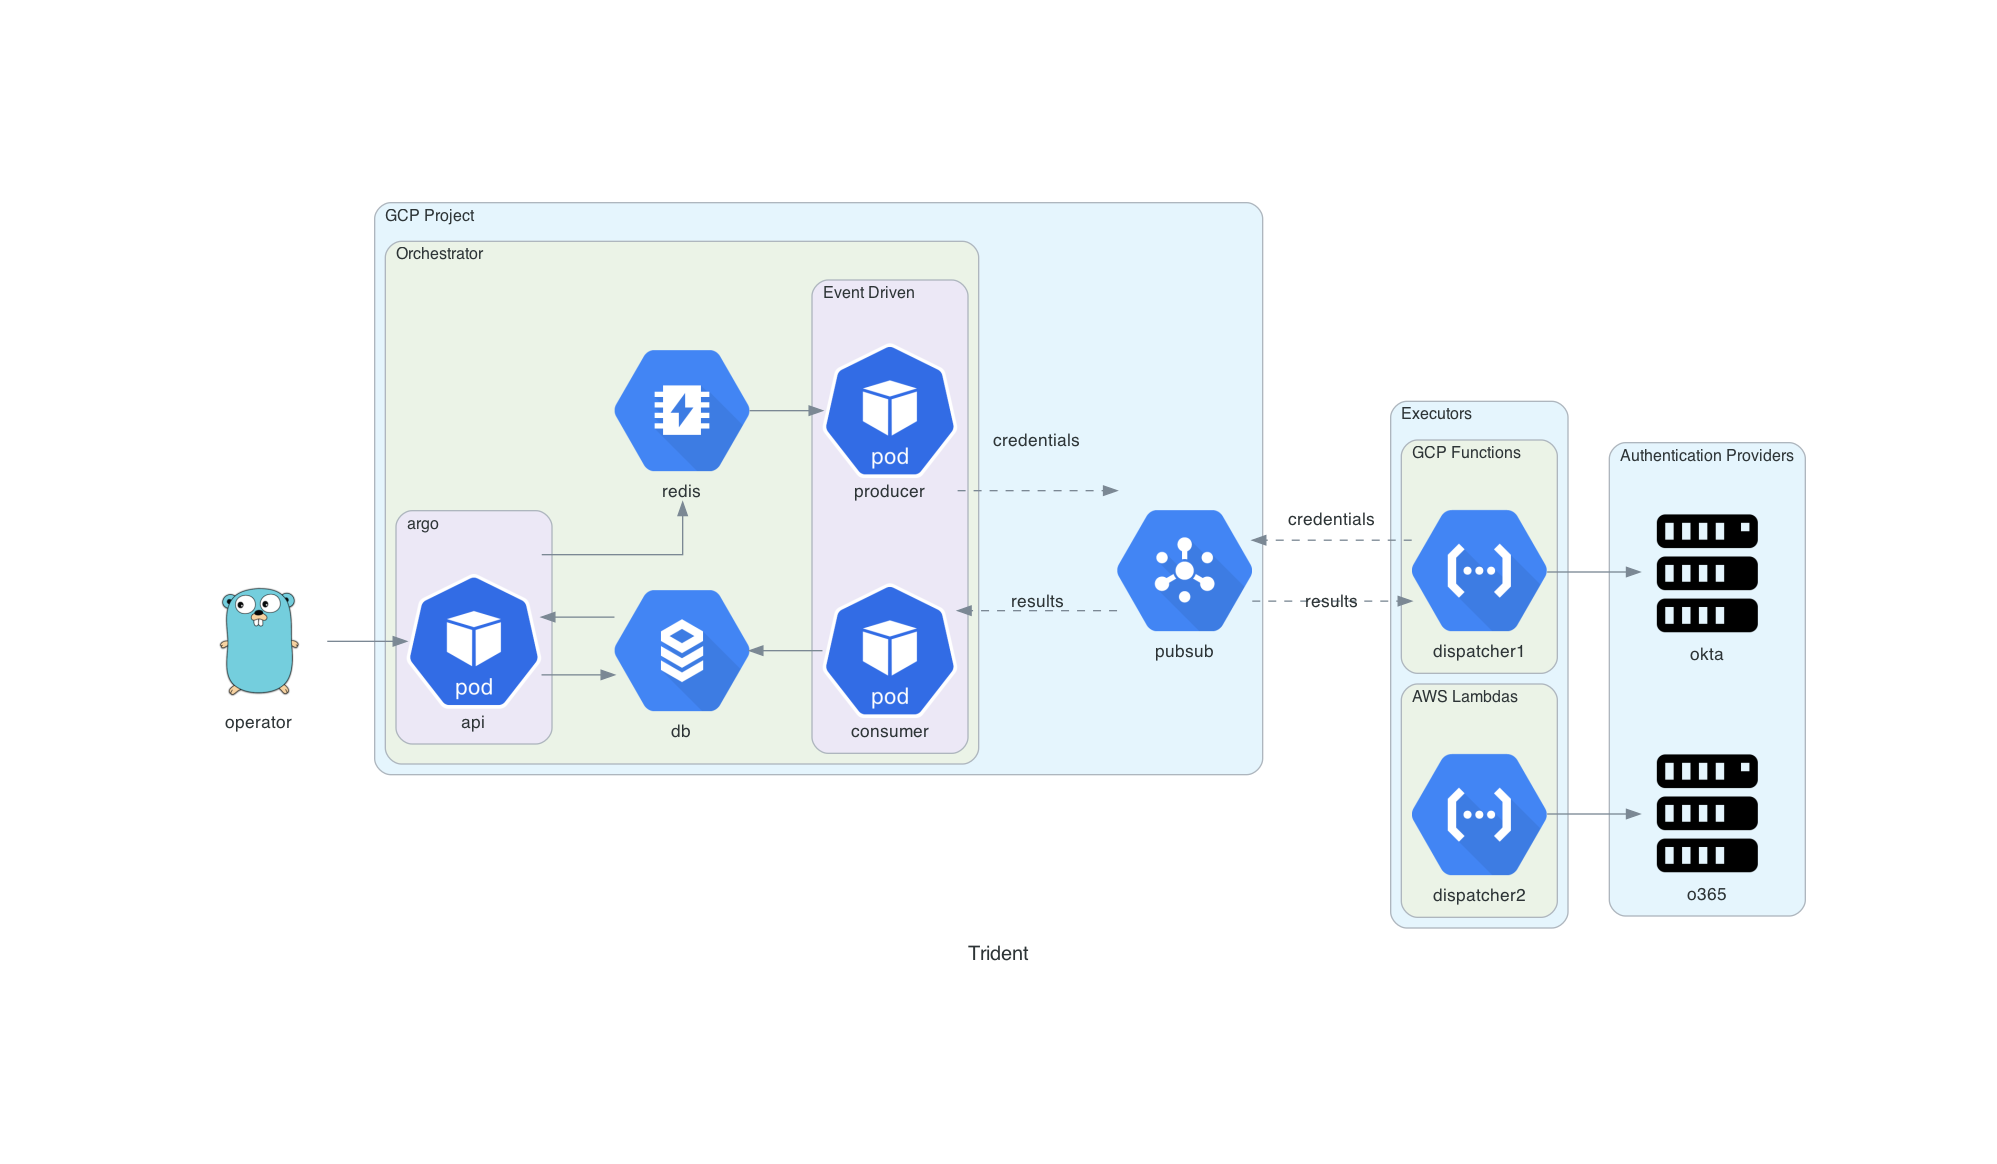 GCP Project
Orchestrator
Event Driven
pod
producer
redis
credentials
argo
pod
api
db
pod
consumer
results
operator
pubsub
credentials
results
Executors
GCP Functions
dispatcher1
AWS Lambdas
dispatcher2
Authentication Providers
okta
o365
Trident